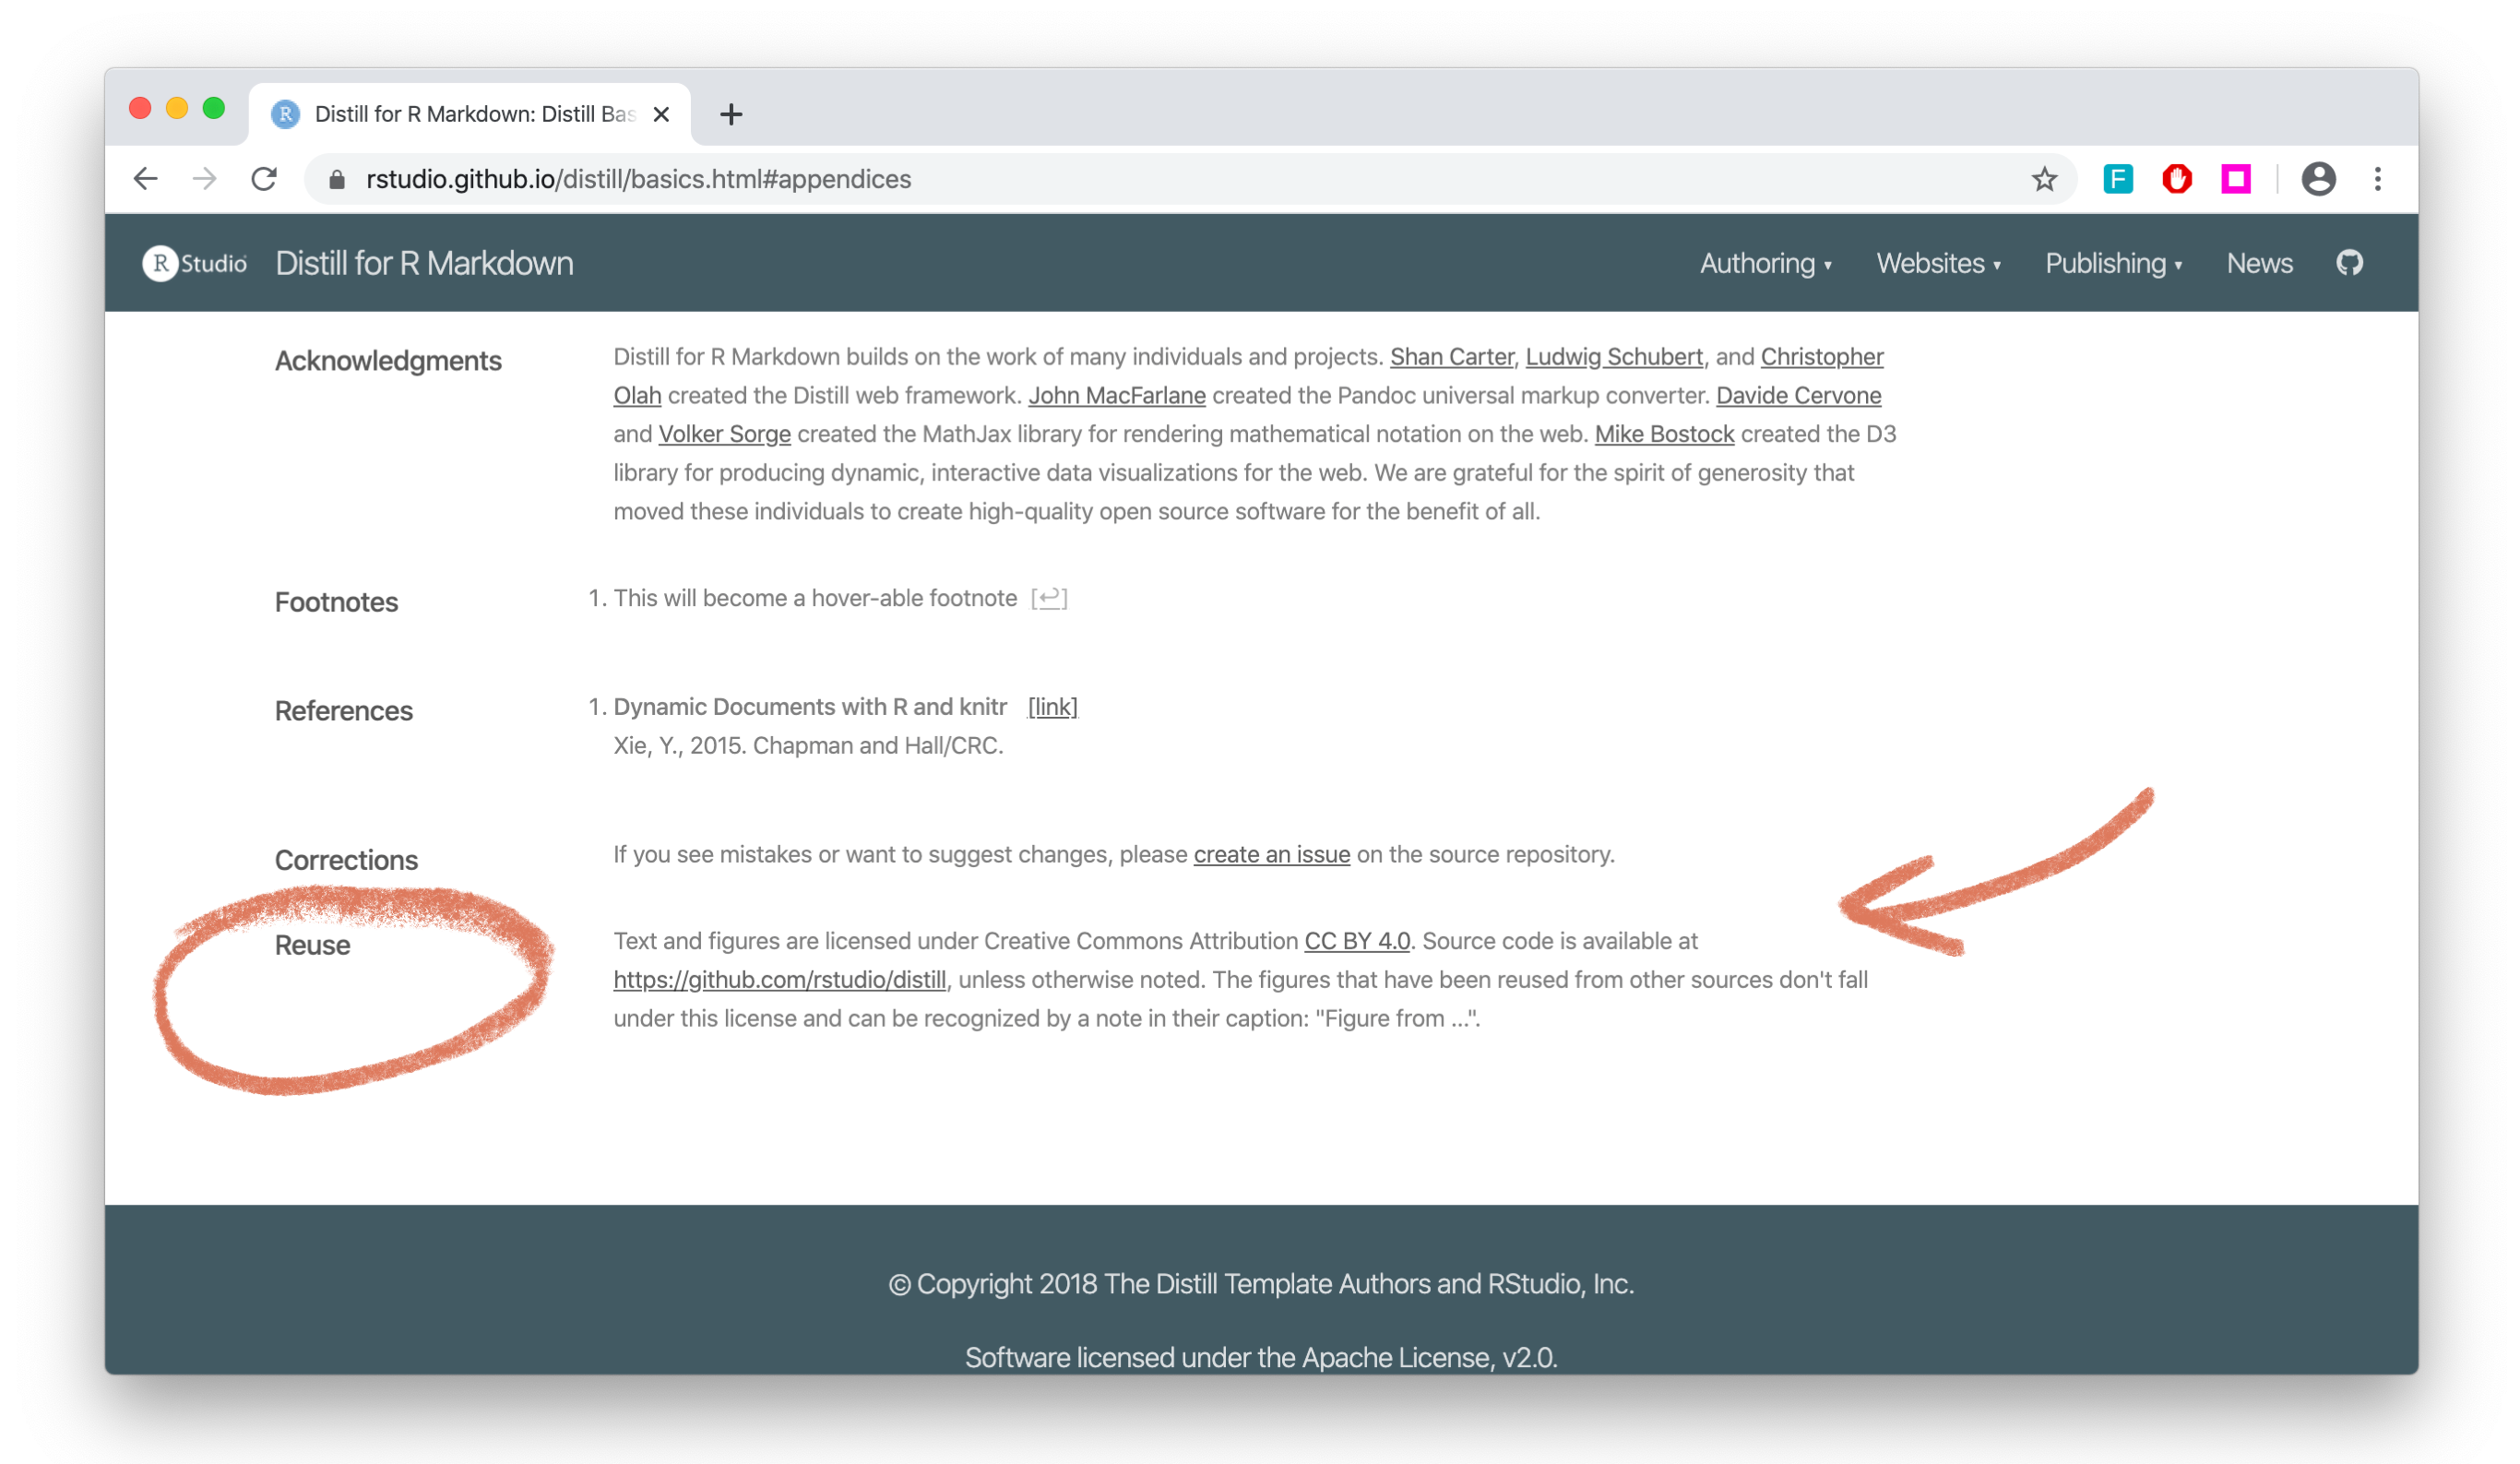 Distill for R Markdown: Distill Bas
rstudio.github.io/distill/basics.html#appendices
F
R Studio Distill for R Markdown Authoring ▾ Websites ▾ Publishing ▾ News
Acknowledgments
Distill for R Markdown builds on the work of many individuals and projects. Shan Carter, Ludwig Schubert, and Christopher
Olah created the Distill web framework. John MacFarlane created the Pandoc universal markup converter. Davide Cervone
and Volker Sorge created the MathJax library for rendering mathematical notation on the web. Mike Bostock created the D3
library for producing dynamic, interactive data visualizations for the web. We are grateful for the spirit of generosity that
moved these individuals to create high-quality open source software for the benefit of all.
Footnotes
1. This will become a hover-able footnote [↩]
References
1. Dynamic Documents with R and knitr [link]
Xie, Y., 2015. Chapman and Hall/CRC.
Corrections
If you see mistakes or want to suggest changes, please create an issue on the source repository.
Reuse
Text and figures are licensed under Creative Commons Attribution CC BY 4.0. Source code is available at
https://github.com/rstudio/distill, unless otherwise noted. The figures that have been reused from other sources don't fall
under this license and can be recognized by a note in their caption: "Figure from ...".
© Copyright 2018 The Distill Template Authors and RStudio, Inc.
Software licensed under the Apache License, v2.0.